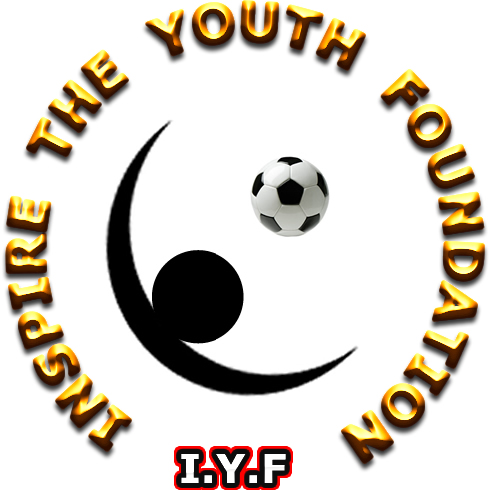 INSPIRE THE YOUTH FOUNDATION
I.Y.F